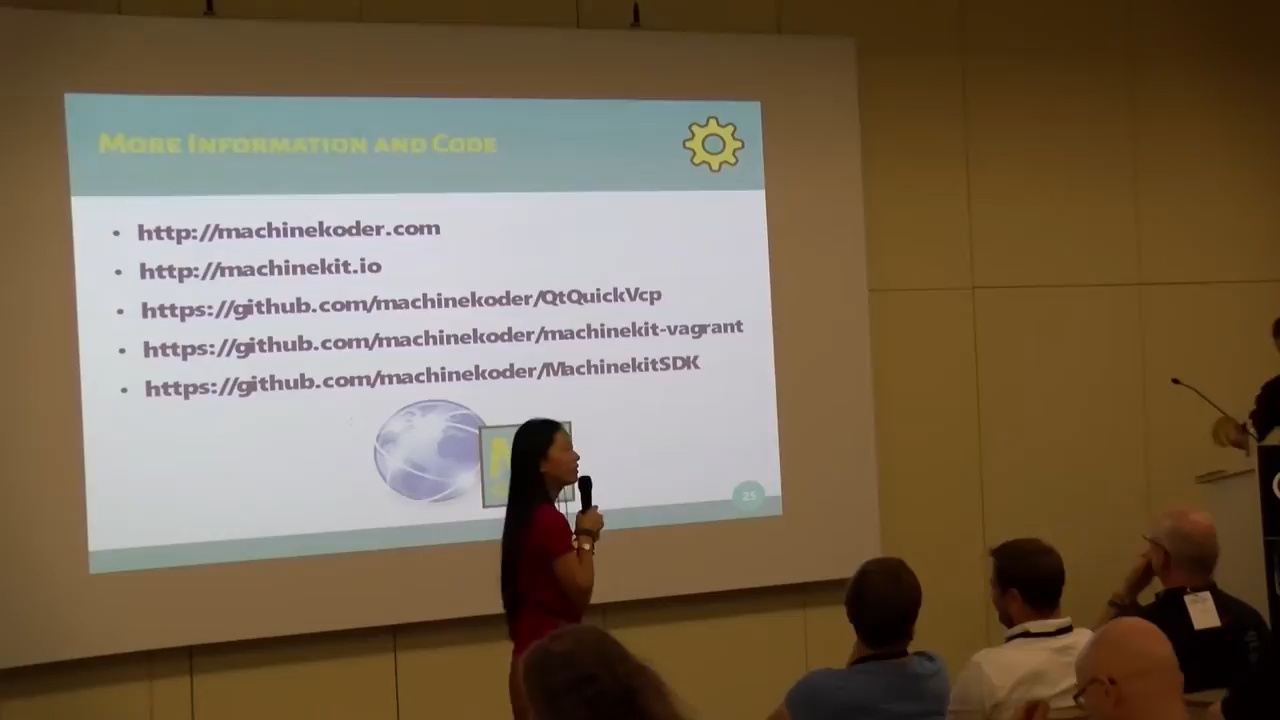 More Information and Code
• http://machinekoder.com
• http://machinekit.io
• https://github.com/machinekoder/QtQuickVcp
• https://github.com/machinekoder/machinekit-vagrant
• https://github.com/machinekoder/MachinekitSDK
25